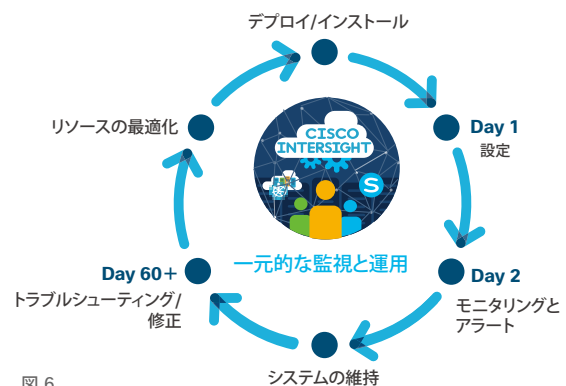 デプロイ/インストール
リソースの最適化
CISCO
INTERSIGHT
Day 1
設定
S
一元的な監視と運用
Day 60+
トラブルシューティング/
修正
Day 2
モニタリングと
アラート
システムの維持
図 6